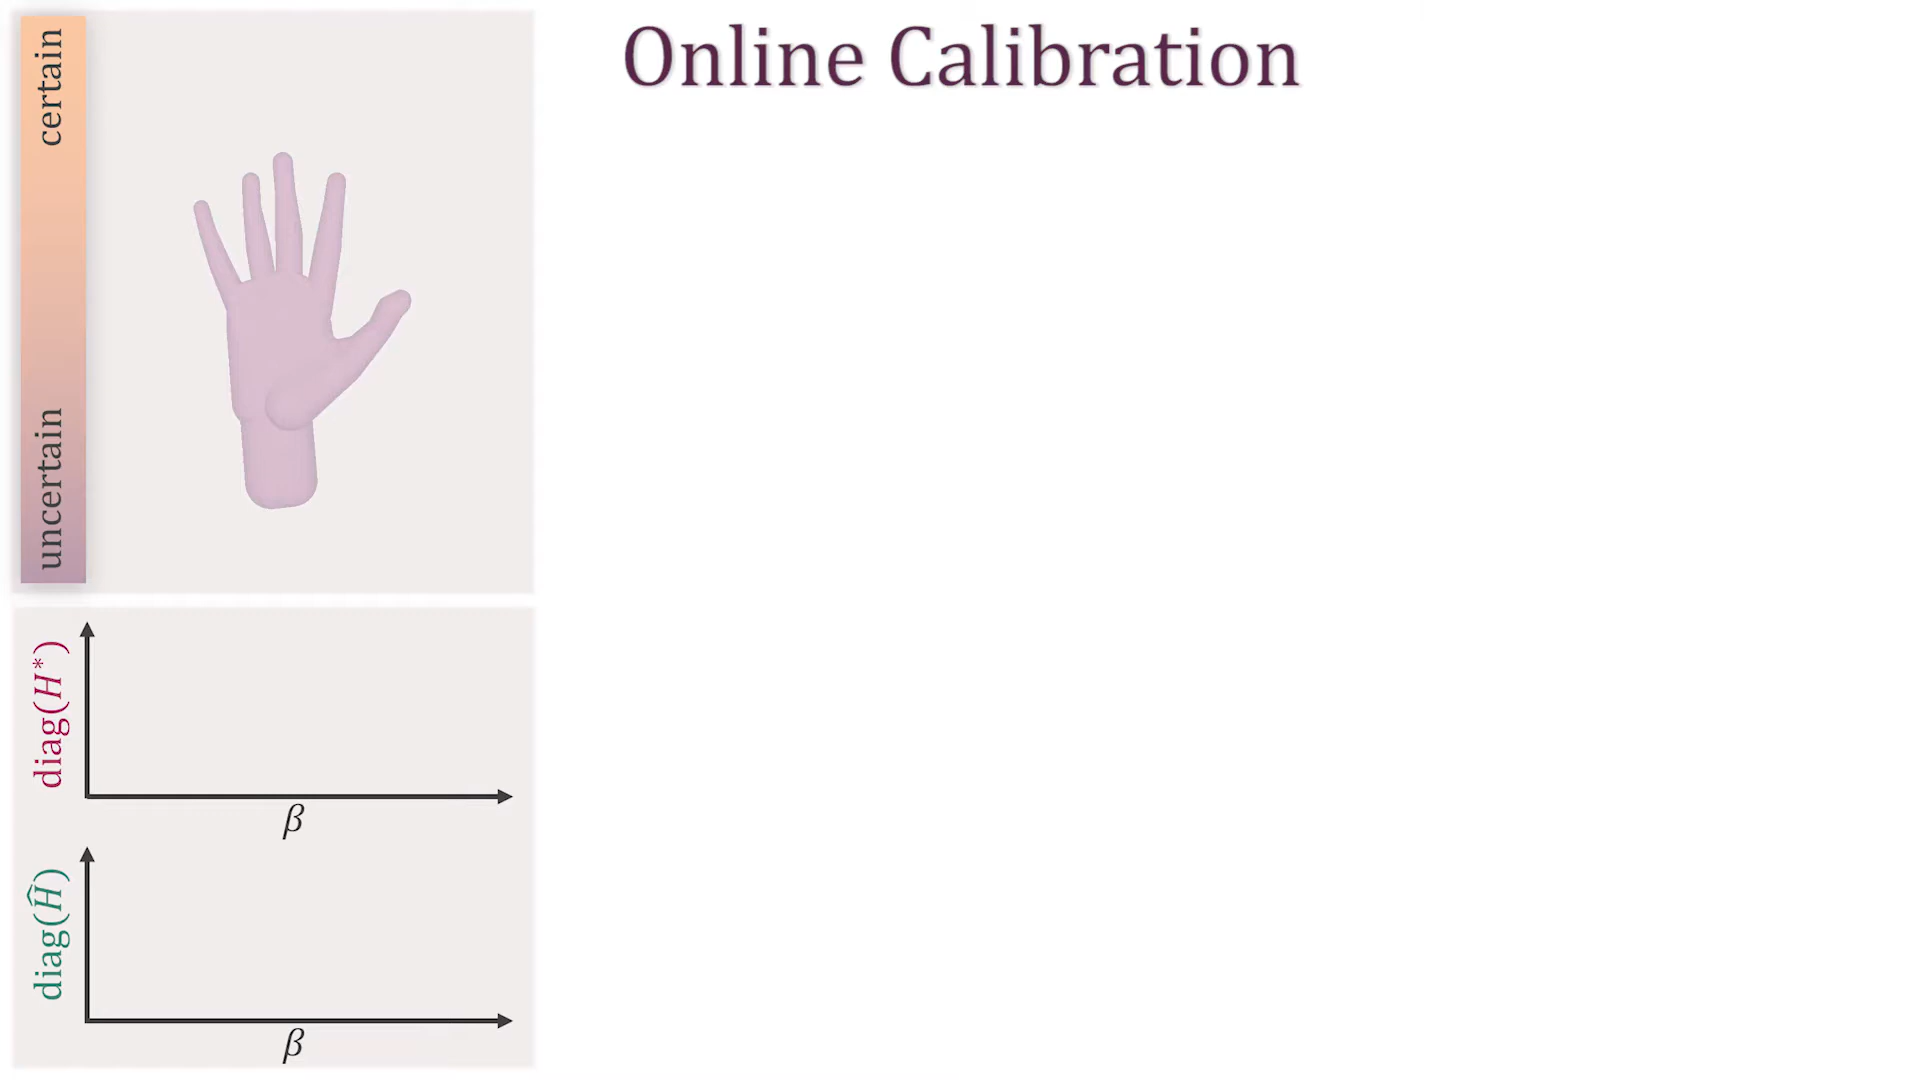 Online Calibration
certain
uncertain
diag(H*)
β
diag(Ĥ)
β